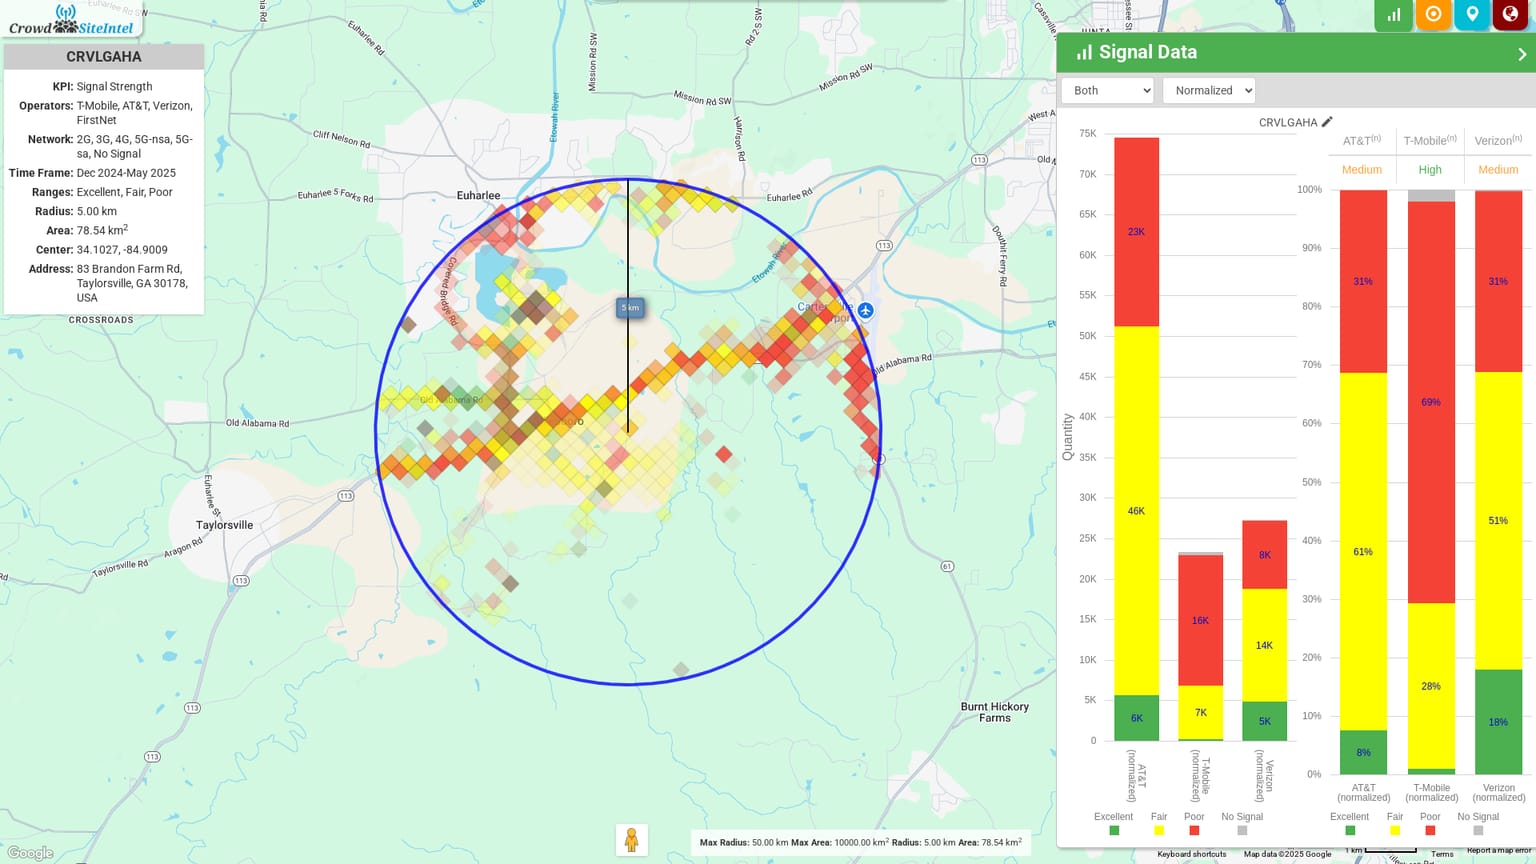 Crowd SiteIntel
CRVLGAHA
KPI: Signal Strength
Operators: T-Mobile, AT&T, Verizon,
FirstNet
Network: 2G, 3G, 4G, 5G-nsa, 5G-
sa, No Signal
Time Frame: Dec 2024-May 2025
Ranges: Excellent, Fair, Poor
Radius: 5.00 km
Area: 78.54 km²
Center: 34.1027, -84.9009
Address: 83 Brandon Farm Rd,
Taylorsville, GA 30178,
USA
CROSSROADS
Euharlee Rd
Etowah River
Mission Rd SW
Rd 2 S SW
Mission Rd SW
Mission Rd SW
Cliff Nelson Rd
Harrison Rd
West A
113
Old
Euharlee
Euharlee 5 Forks Rd
Euharlee Rd
113
Douthit Ferry Rd
Etowah River
Covered Bridge Rd
5 km
Old Alabama Rd
Old Alabama Rd
Old Alabama Rd
113
Euharlee St
Taylorsville
Aragon Rd
Taylorsville Rd
113
61
113
113
Burnt Hickory
Farms
Google
Max Radius: 50.00 km Max Area: 10000.00 km² Radius: 5.00 km Area: 78.54 km²
Signal Data
Both
Normalized
CRVLGAHA
Quantity
75K
70K
65K
60K
55K
50K
45K
40K
35K
30K
25K
20K
15K
10K
5K
0
23K
46K
6K
16K
7K
8K
14K
5K
AT&T
(normalized)
T-Mobile
(normalized)
Verizon
(normalized)
Excellent Fair Poor No Signal
AT&T(n) T-Mobile(n) Verizon(n)
Medium High Medium
100%
90%
80%
70%
60%
50%
40%
30%
20%
10%
0%
31%
61%
8%
69%
28%
31%
51%
18%
AT&T
(normalized)
T-Mobile
(normalized)
Verizon
(normalized)
Excellent Fair Poor No Signal
Keyboard shortcuts Map data ©2025 Google 1 km Terms Report a map error